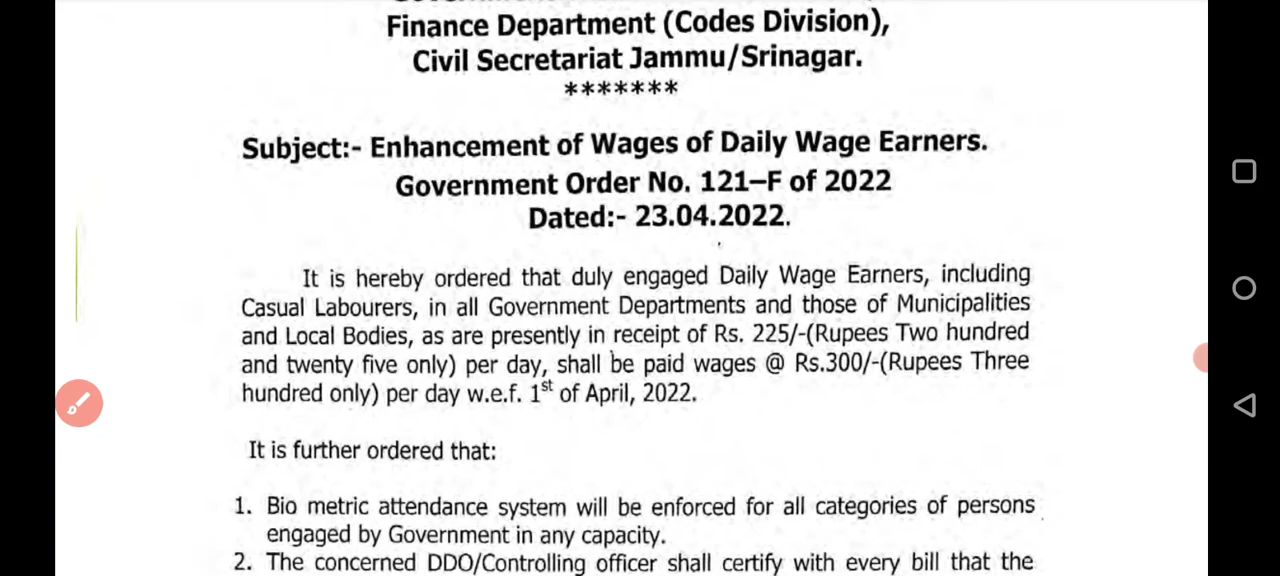 Finance Department (Codes Division),
Civil Secretariat Jammu/Srinagar.
*******
Subject:- Enhancement of Wages of Daily Wage Earners.
Government Order No. 121–F of 2022
Dated:- 23.04.2022.
It is hereby ordered that duly engaged Daily Wage Earners, including
Casual Labourers, in all Government Departments and those of Municipalities
and Local Bodies, as are presently in receipt of Rs. 225/-(Rupees Two hundred
and twenty five only) per day, shall be paid wages @ Rs.300/-(Rupees Three
hundred only) per day w.e.f. 1st of April, 2022.
It is further ordered that:
1. Bio metric attendance system will be enforced for all categories of persons
engaged by Government in any capacity.
2. The concerned DDO/Controlling officer shall certify with every bill that the